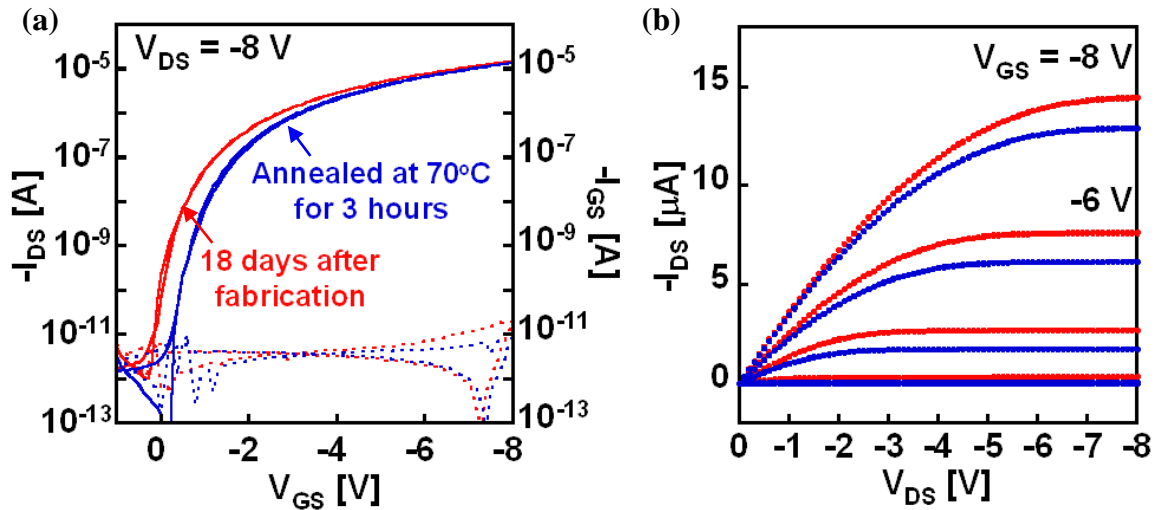 (a)
V_DS = -8 V
10^-5
10^-7
10^-9
10^-11
10^-13
-I_DS [A]
Annealed at 70°C
for 3 hours
18 days after
fabrication
10^-5
10^-7
10^-9
10^-11
10^-13
-I_GS [A]
0 -2 -4 -6 -8
V_GS [V]
(b)
V_GS = -8 V
-6 V
15
10
5
0
-I_DS [μA]
0 -1 -2 -3 -4 -5 -6 -7 -8
V_DS [V]